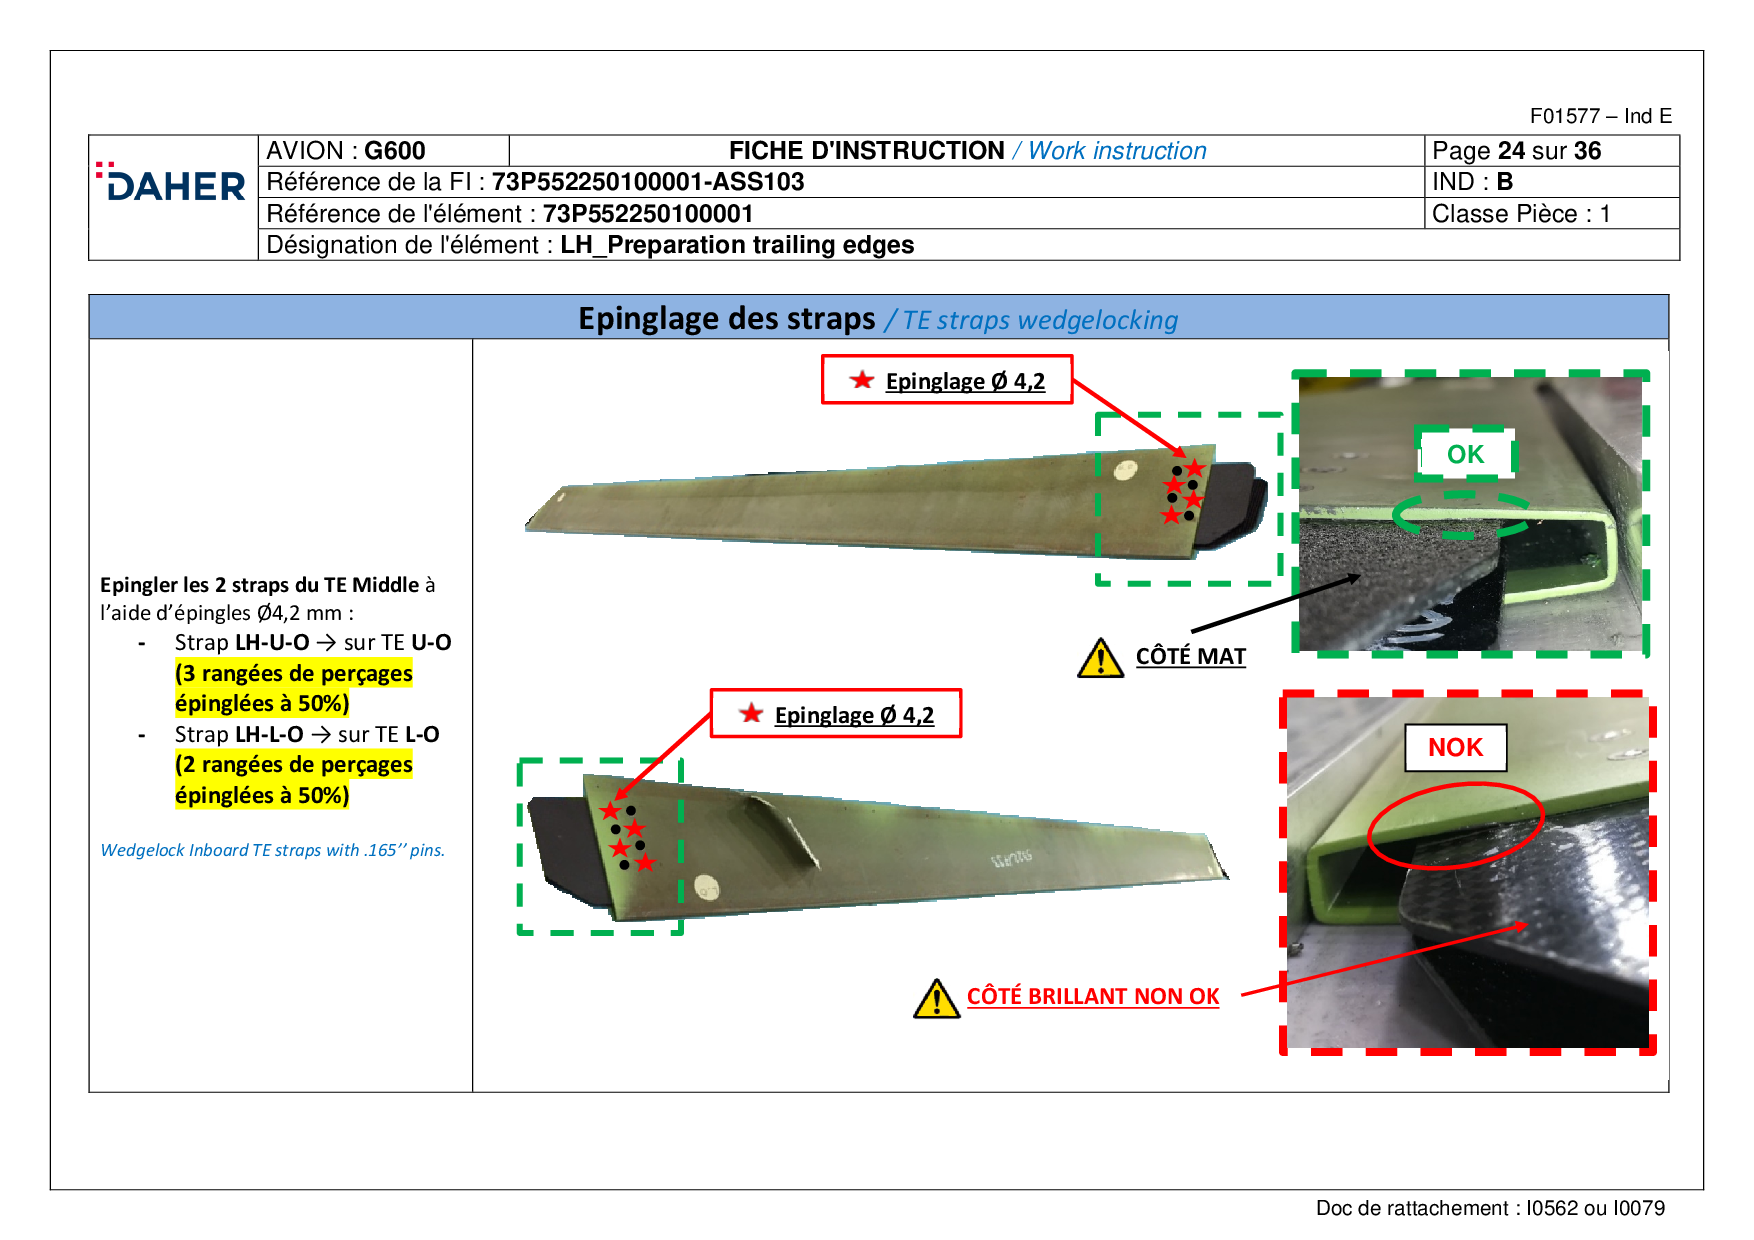 F01577 – Ind E
DAHER
AVION : G600
FICHE D'INSTRUCTION / Work instruction
Page 24 sur 36
Référence de la FI : 73P552250100001-ASS103
IND : B
Référence de l'élément : 73P552250100001
Classe Pièce : 1
Désignation de l'élément : LH_Preparation trailing edges
Epinglage des straps / TE straps wedgelocking
Epingler les 2 straps du TE Middle à
l’aide d’épingles Ø4,2 mm :
- Strap LH-U-O → sur TE U-O
(3 rangées de perçages
épinglées à 50%)
- Strap LH-L-O → sur TE L-O
(2 rangées de perçages
épinglées à 50%)
Wedgelock Inboard TE straps with .165’’ pins.
Epinglage Ø 4,2
OK
CÔTÉ MAT
Epinglage Ø 4,2
NOK
CÔTÉ BRILLANT NON OK
Doc de rattachement : I0562 ou I0079